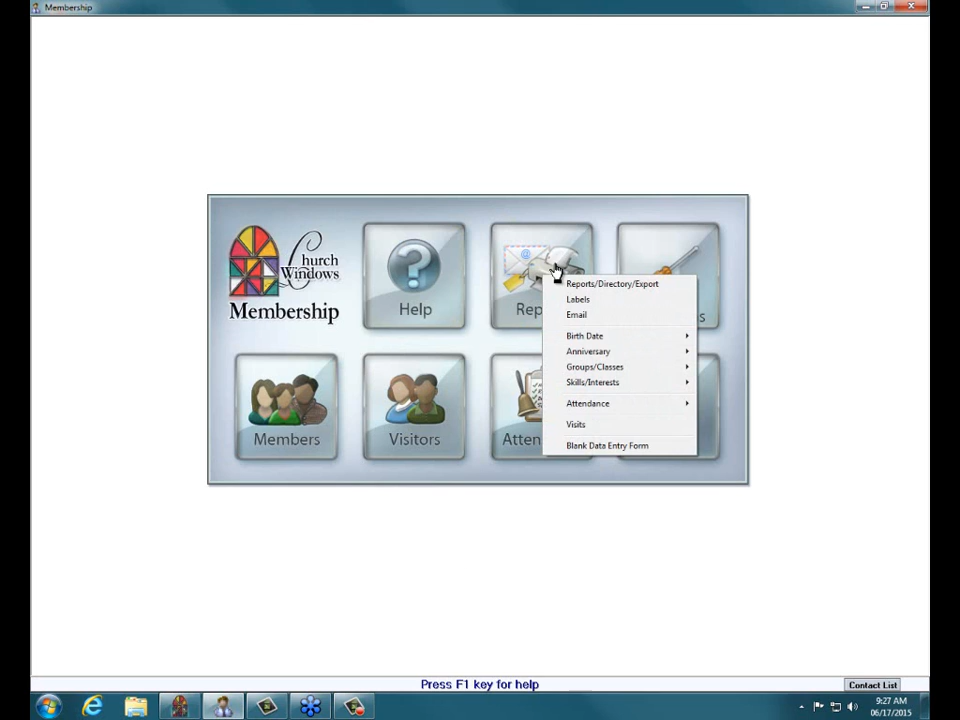 Membership
Church
Windows
Membership
Help
Rep
s
Reports/Directory/Export
Labels
Email
Birth Date
Anniversary
Groups/Classes
Skills/Interests
Attendance
Visits
Blank Data Entry Form
Members
Visitors
Atten
Press F1 key for help
Contact List
9:27 AM
06/17/2015